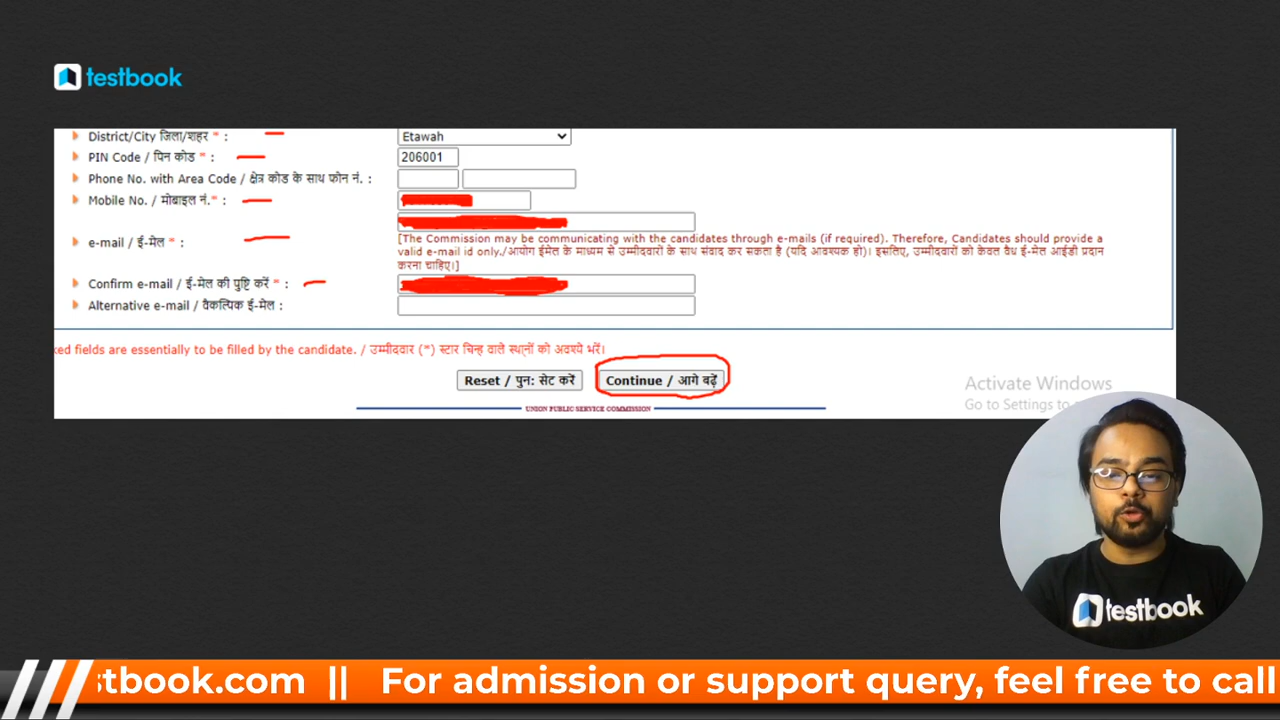 testbook
District/City जिला/शहर * :
Etawah
PIN Code / पिन कोड * :
206001
Phone No. with Area Code / क्षेत्र कोड के साथ फोन नं. :
Mobile No. / मोबाइल नं.* :
e-mail / ई-मेल * :
[The Commission may be communicating with the candidates through e-mails (if required). Therefore, Candidates should provide a
valid e-mail id only./आयोग ईमेल के माध्यम से उम्मीदवारों के साथ संवाद कर सकता है (यदि आवश्यक हो)। इसलिए, उम्मीदवारों को केवल वैध ई-मेल आईडी प्रदान
करना चाहिए।]
Confirm e-mail / ई-मेल की पुष्टि करें * :
Alternative e-mail / वैकल्पिक ई-मेल :
ked fields are essentially to be filled by the candidate. / उम्मीदवार (*) स्टार चिन्ह वाले स्थानों को अवश्ये भरें।
Reset / पुन: सेट करें
Continue / आगे बढ़ें
UNION PUBLIC SERVICE COMMISSION
Activate Windows
Go to Settings to
testbook
stbook.com || For admission or support query, feel free to call